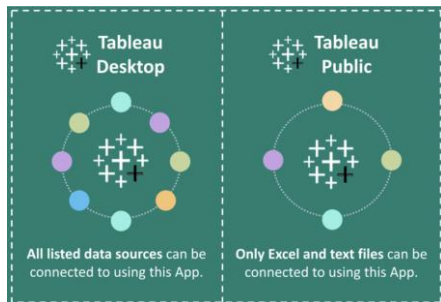 Tableau
Desktop
All listed data sources can be
connected to using this App.
Tableau
Public
Only Excel and text files can be
connected to using this App.